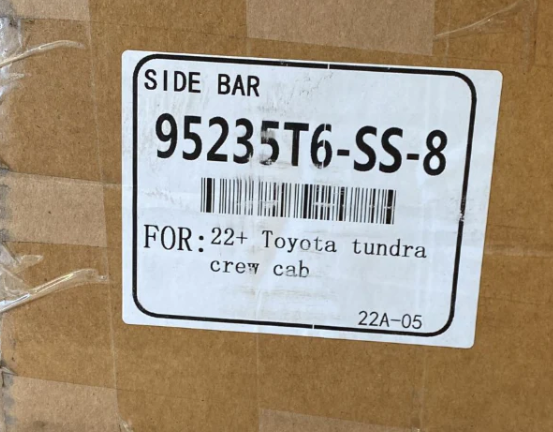 SIDE BAR
95235T6-SS-8
FOR: 22+ Toyota tundra
crew cab
22A-05